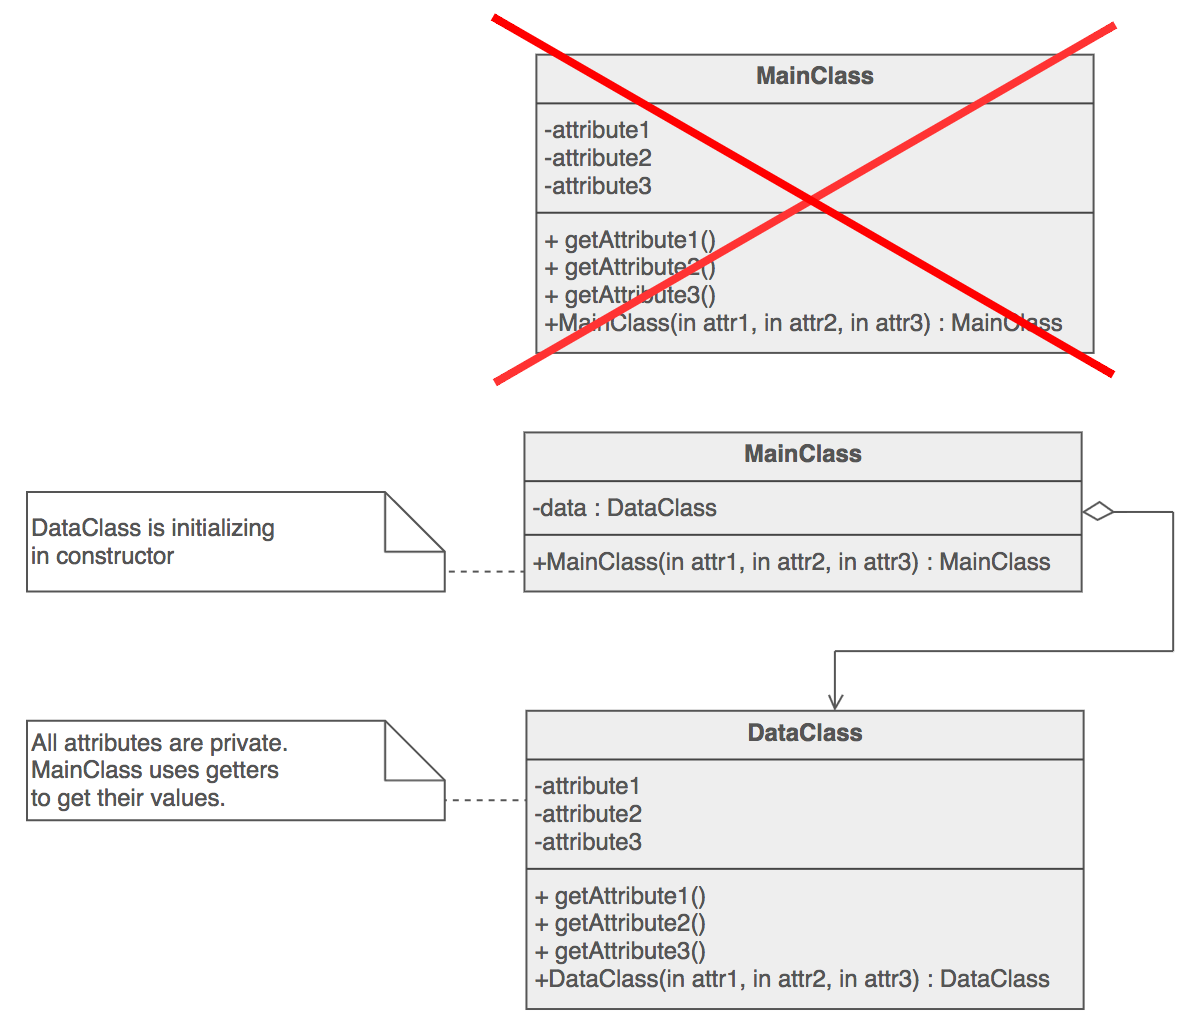 MainClass
-attribute1
-attribute2
-attribute3
+ getAttribute1()
+ getAttribute2()
+ getAttribute3()
+MainClass(in attr1, in attr2, in attr3) : MainClass
MainClass
-data : DataClass
+MainClass(in attr1, in attr2, in attr3) : MainClass
DataClass is initializing
in constructor
All attributes are private.
MainClass uses getters
to get their values.
DataClass
-attribute1
-attribute2
-attribute3
+ getAttribute1()
+ getAttribute2()
+ getAttribute3()
+DataClass(in attr1, in attr2, in attr3) : DataClass